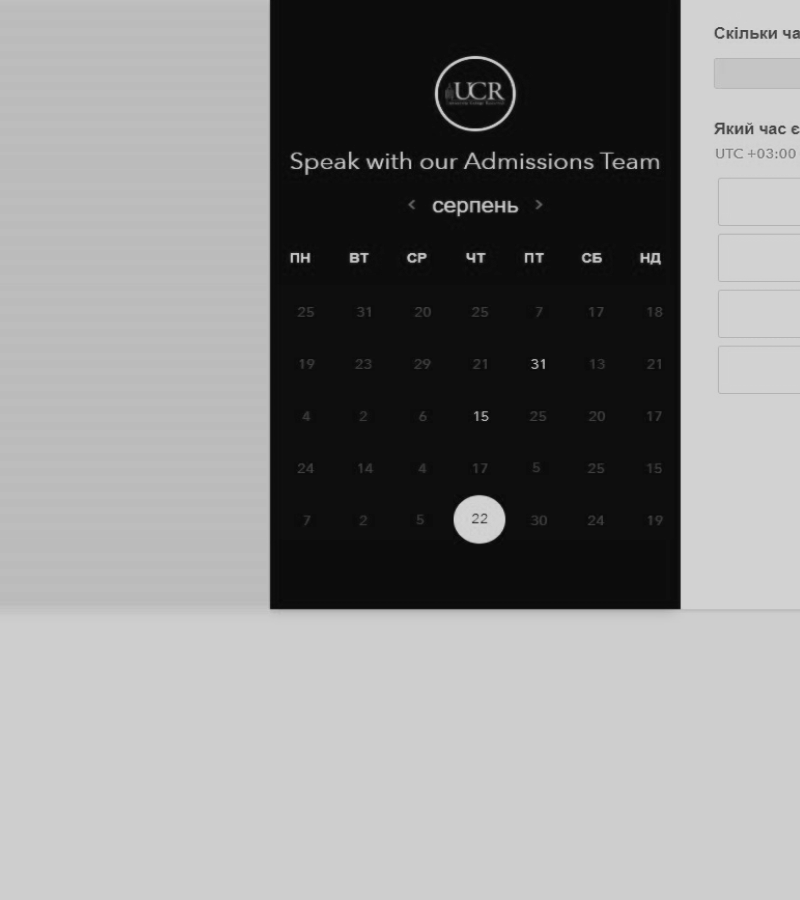 UCR
Speak with our Admissions Team
< серпень >
ПН ВТ СР ЧТ ПТ СБ НД
25 31 20 25 7 17 18
19 23 29 21 31 13 21
4 2 6 15 25 20 17
24 14 4 17 5 25 15
7 2 5 22 30 24 19
Скільки ча
Який час є
UTC +03:00